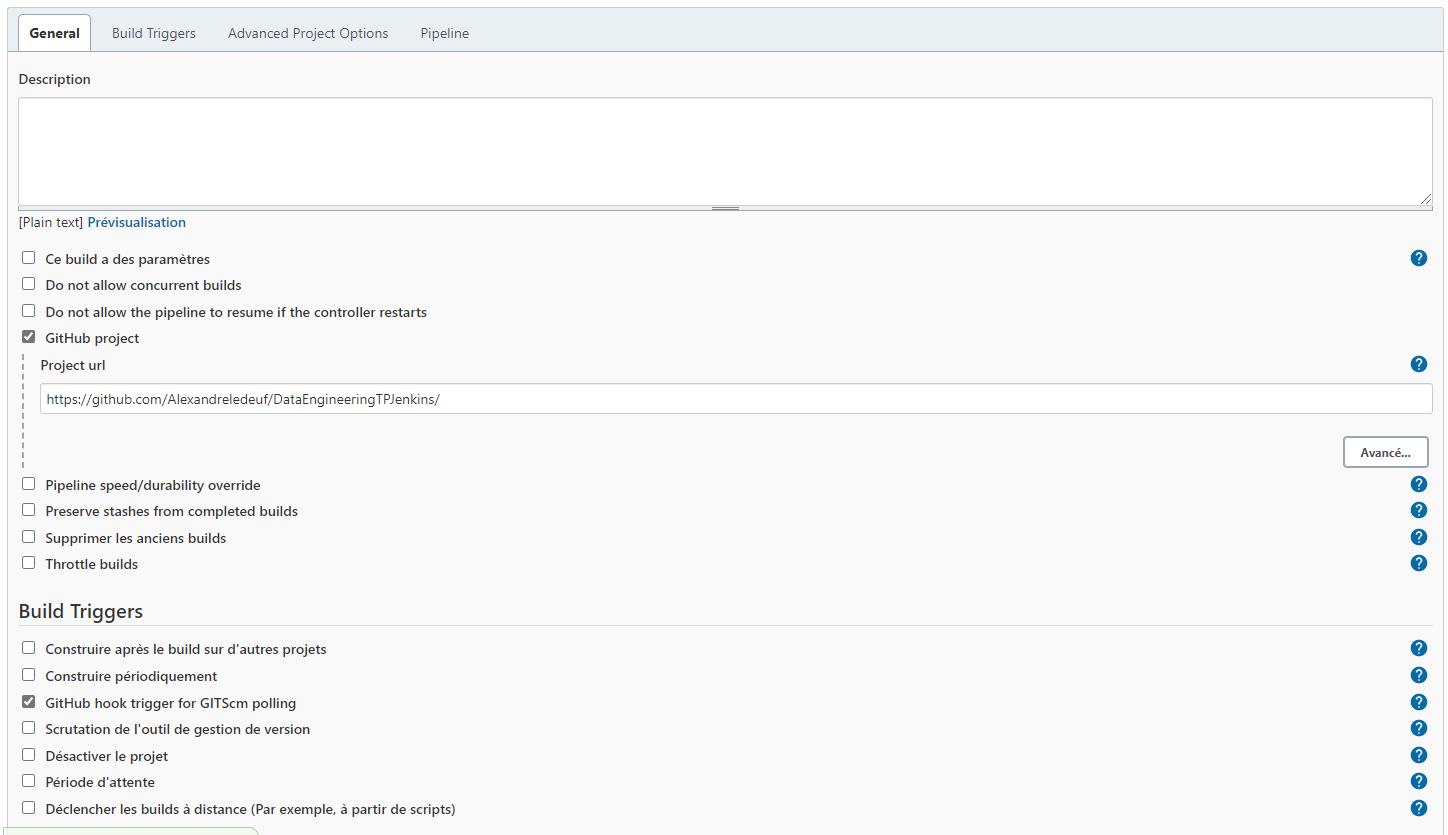 General Build Triggers Advanced Project Options Pipeline
Description
[Plain text] Prévisualisation
Ce build a des paramètres ?
Do not allow concurrent builds
Do not allow the pipeline to resume if the controller restarts
GitHub project
Project url ?
https://github.com/Alexandreledeuf/DataEngineeringTPJenkins/
Avancé...
Pipeline speed/durability override ?
Preserve stashes from completed builds ?
Supprimer les anciens builds ?
Throttle builds ?
Build Triggers
Construire après le build sur d'autres projets ?
Construire périodiquement ?
GitHub hook trigger for GITScm polling ?
Scrutation de l'outil de gestion de version ?
Désactiver le projet ?
Période d'attente ?
Déclencher les builds à distance (Par exemple, à partir de scripts) ?